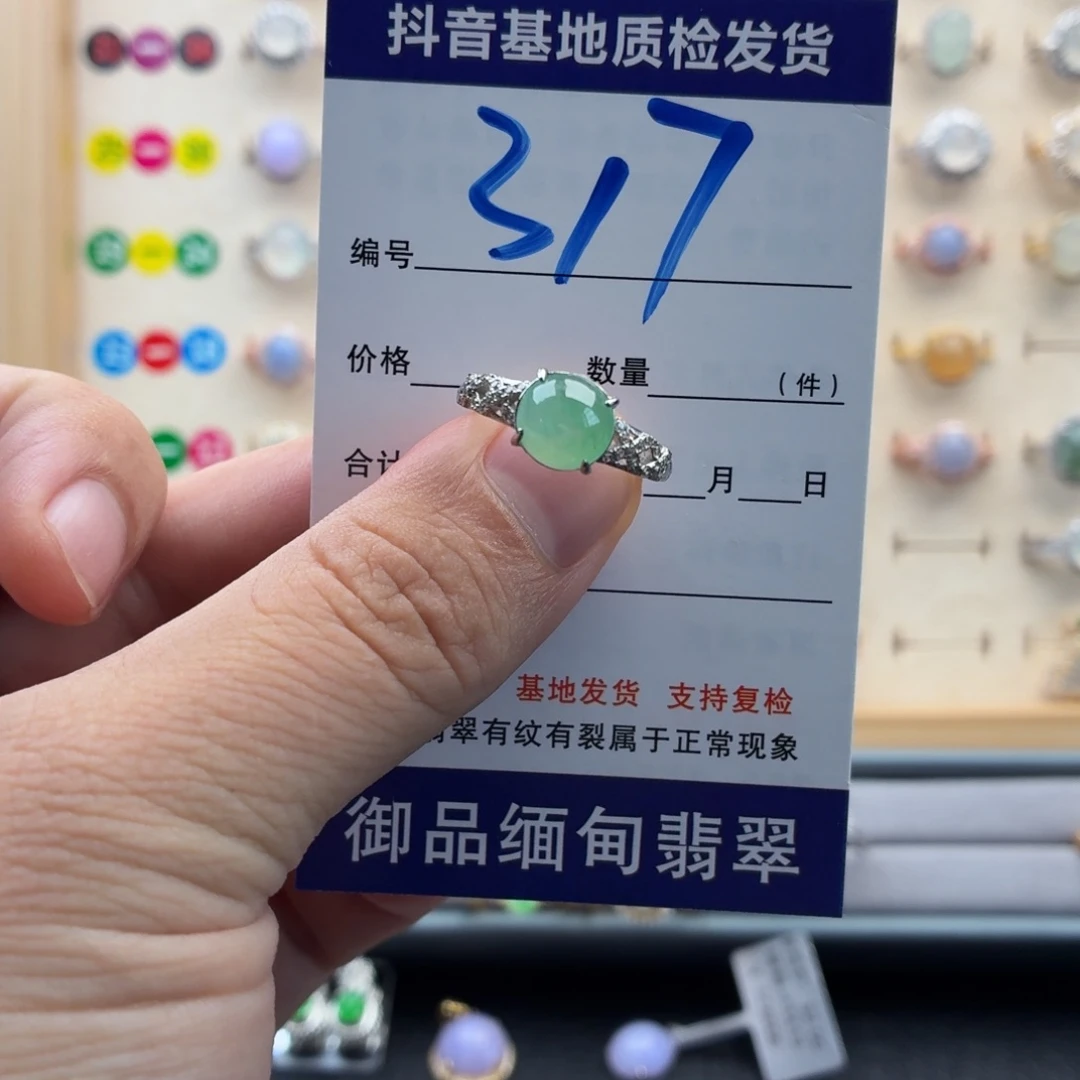 抖音基地质检发货
编号 317
价格 数量 (件)
合计 月 日
基地发货 支持复检
翠有纹有裂属于正常现象
御品缅甸翡翠